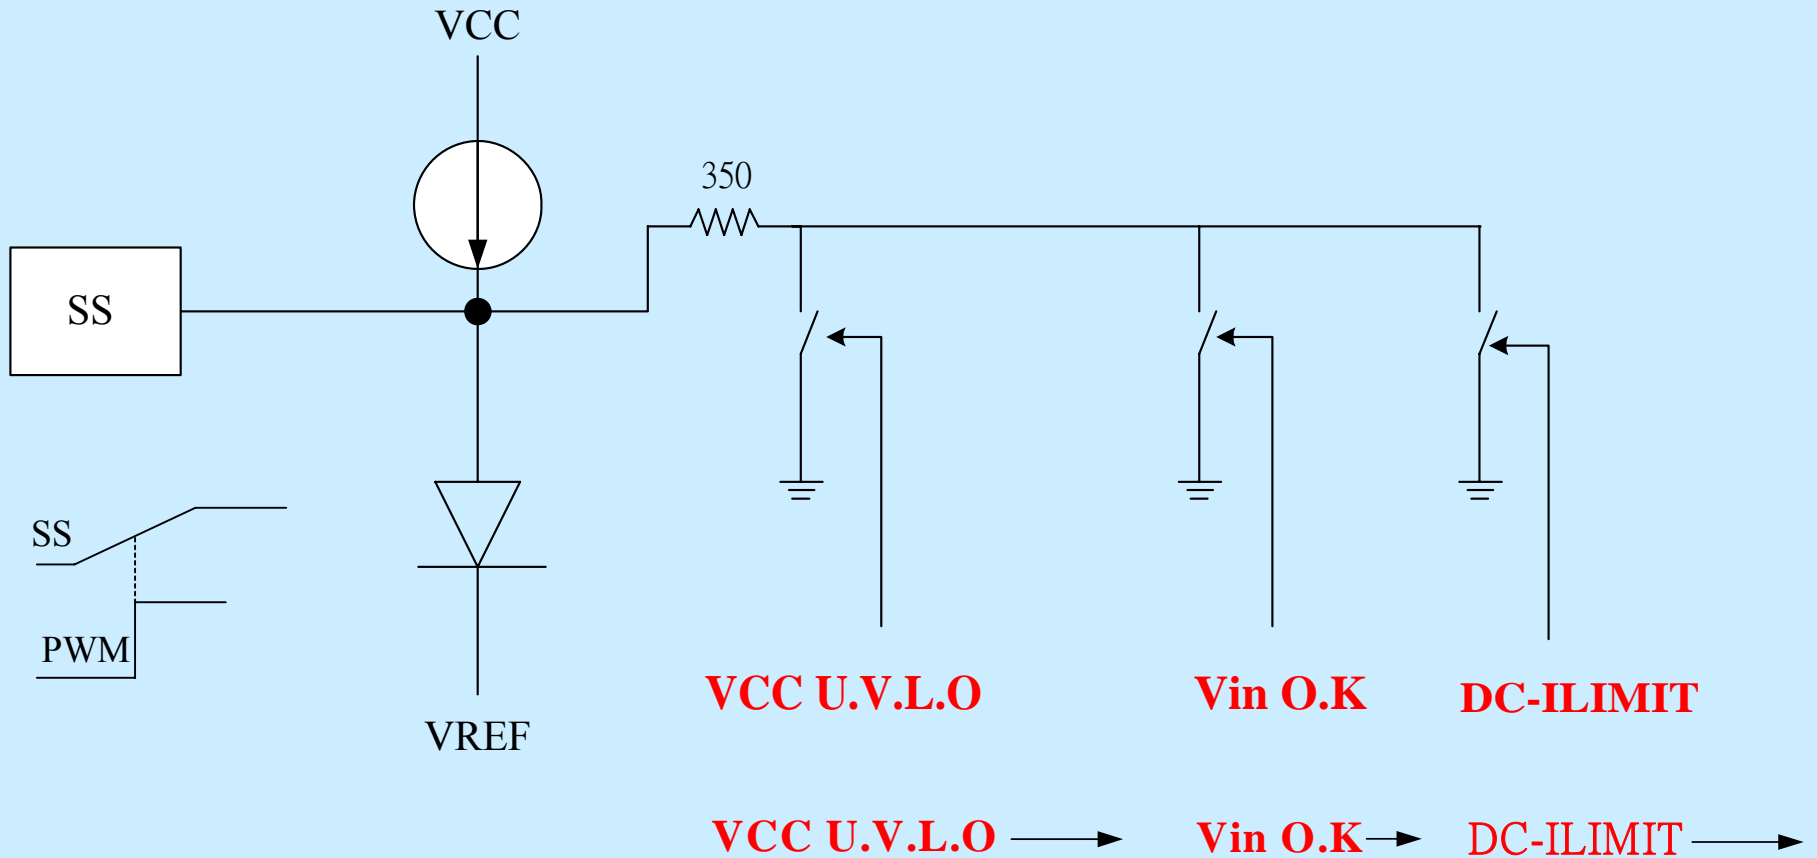 VCC
350
SS
SS
PWM
VREF
VCC U.V.L.O
Vin O.K
DC-ILIMIT
VCC U.V.L.O
Vin O.K
DC-ILIMIT